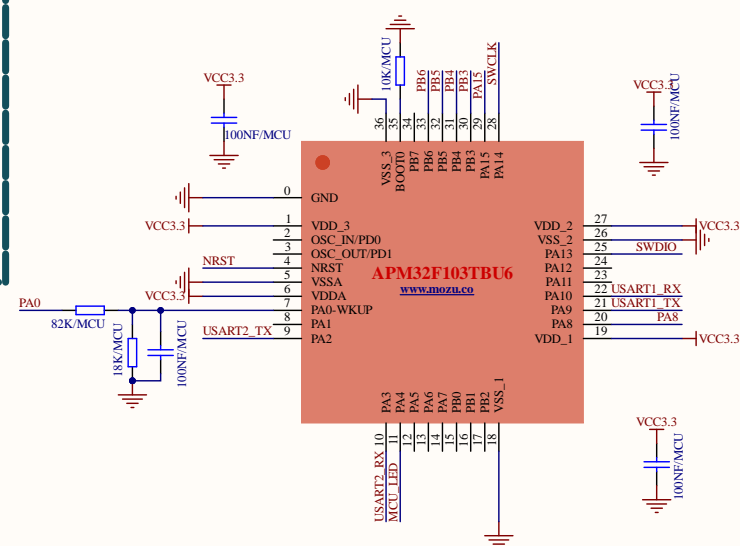 VCC3.3
100NF/MCU
10K/MCU
PB6
PB5
PB4
PB3
PA15
SWCLK
VCC3.3
100NF/MCU
36
35
34
33
32
31
30
29
28
VSS_3
BOOT0
PB7
PB6
PB5
PB4
PB3
PA15
PA14
0 GND
VCC3.3 1 VDD_3
2 OSC_IN/PD0
3 OSC_OUT/PD1
NRST 4 NRST
5 VSSA
VCC3.3 6 VDDA
PA0 7 PA0-WKUP
8 PA1
USART2_TX 9 PA2
82K/MCU
18K/MCU
100NF/MCU
APM32F103TBU6
www.mozu.co
VDD_2 27 VCC3.3
VSS_2 26
PA13 25 SWDIO
PA12 24
PA11 23
PA10 22 USART1_RX
PA9 21 USART1_TX
PA8 20 PA8
VDD_1 19 VCC3.3
PA3
PA4
PA5
PA6
PA7
PB0
PB1
PB2
VSS_1
10
11
12
13
14
15
16
17
18
USART2_RX
MCU_LED
VCC3.3
100NF/MCU